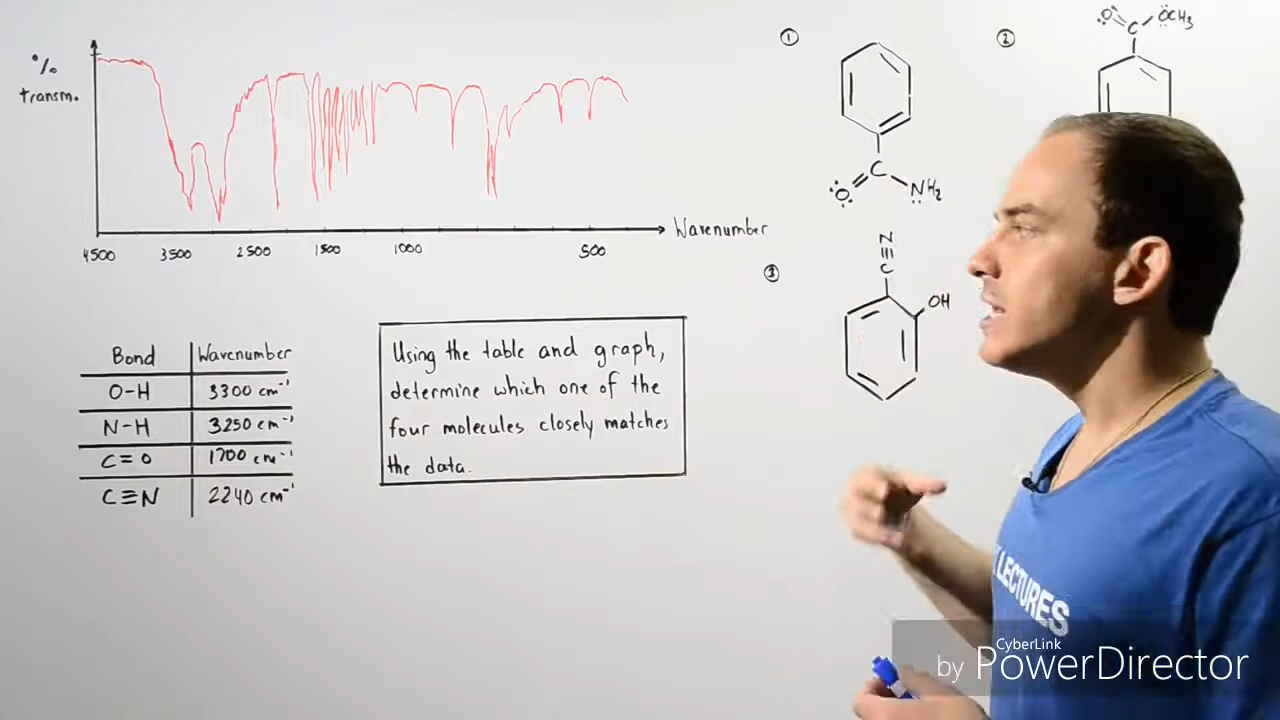 %
transm.
4500 3500 2500 1500 1000 500
Wavenumber
①
C
:O: NH₂
②
:O C :OCH₃
③
N
≡
C
OH
Bond Wavenumber
O-H 3300 cm⁻¹
N-H 3250 cm⁻¹
C=O 1700 cm⁻¹
C≡N 2240 cm⁻¹
Using the table and graph,
determine which one of the
four molecules closely matches
the data.
LECTURES
CyberLink
by PowerDirector